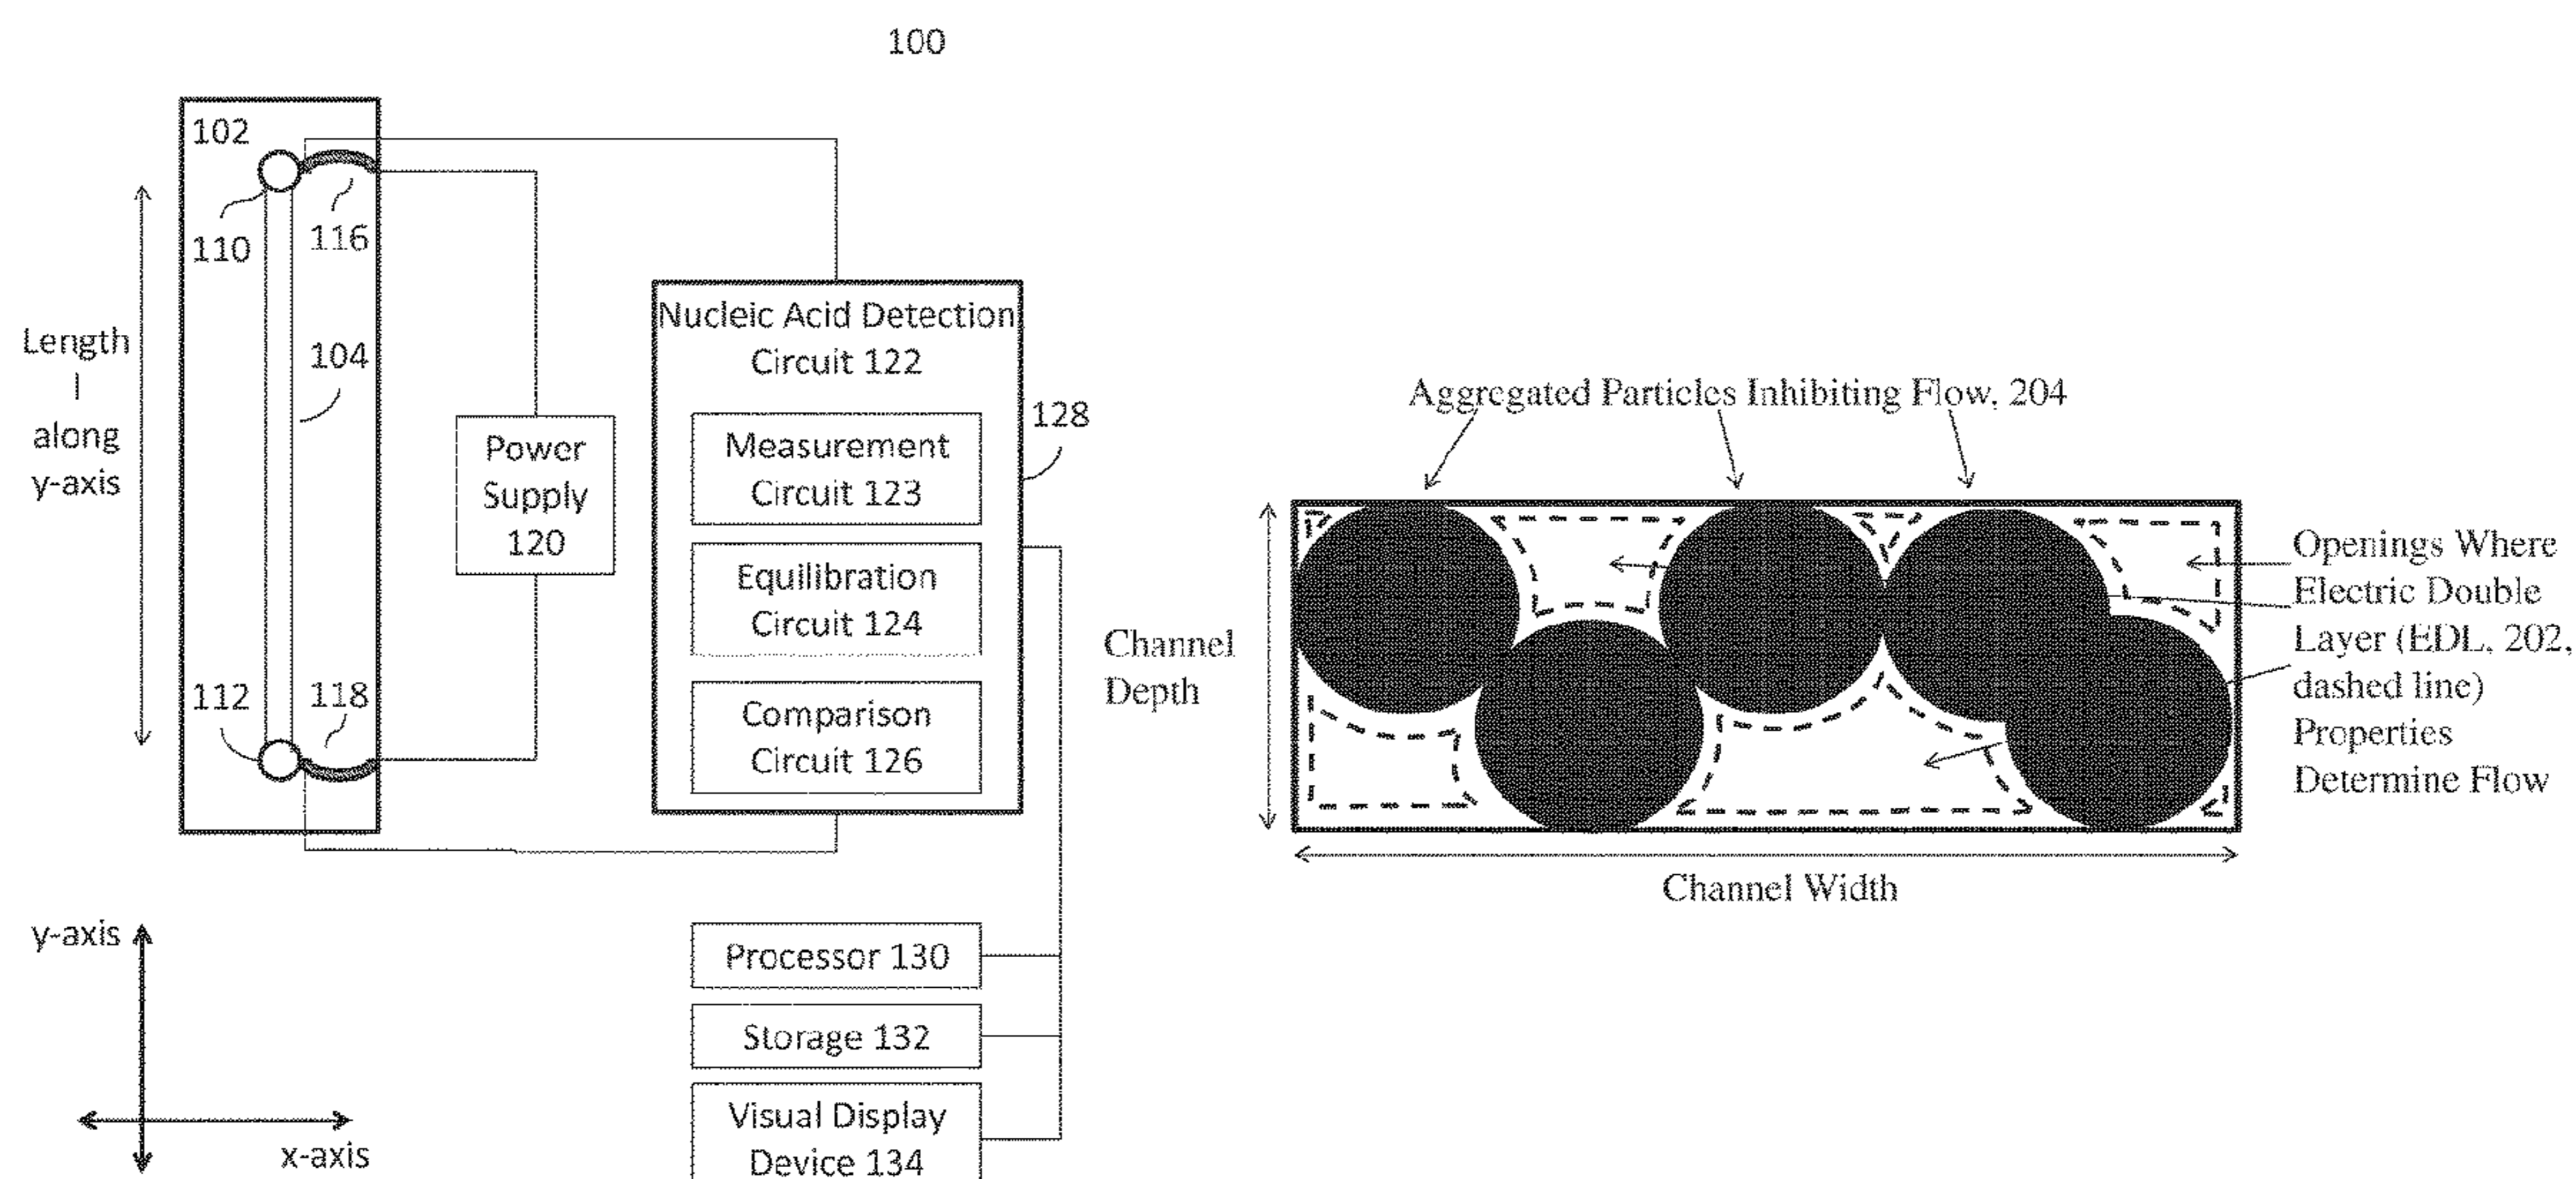 100
102
110
116
Length
l
along
y-axis
104
112
118
Power
Supply
120
Nucleic Acid Detection
Circuit 122
Measurement
Circuit 123
Equilibration
Circuit 124
Comparison
Circuit 126
128
Processor 130
Storage 132
Visual Display
Device 134
y-axis
x-axis
Aggregated Particles Inhibiting Flow, 204
Channel
Depth
Channel Width
Openings Where
Electric Double
Layer (EDL, 202,
dashed line)
Properties
Determine Flow